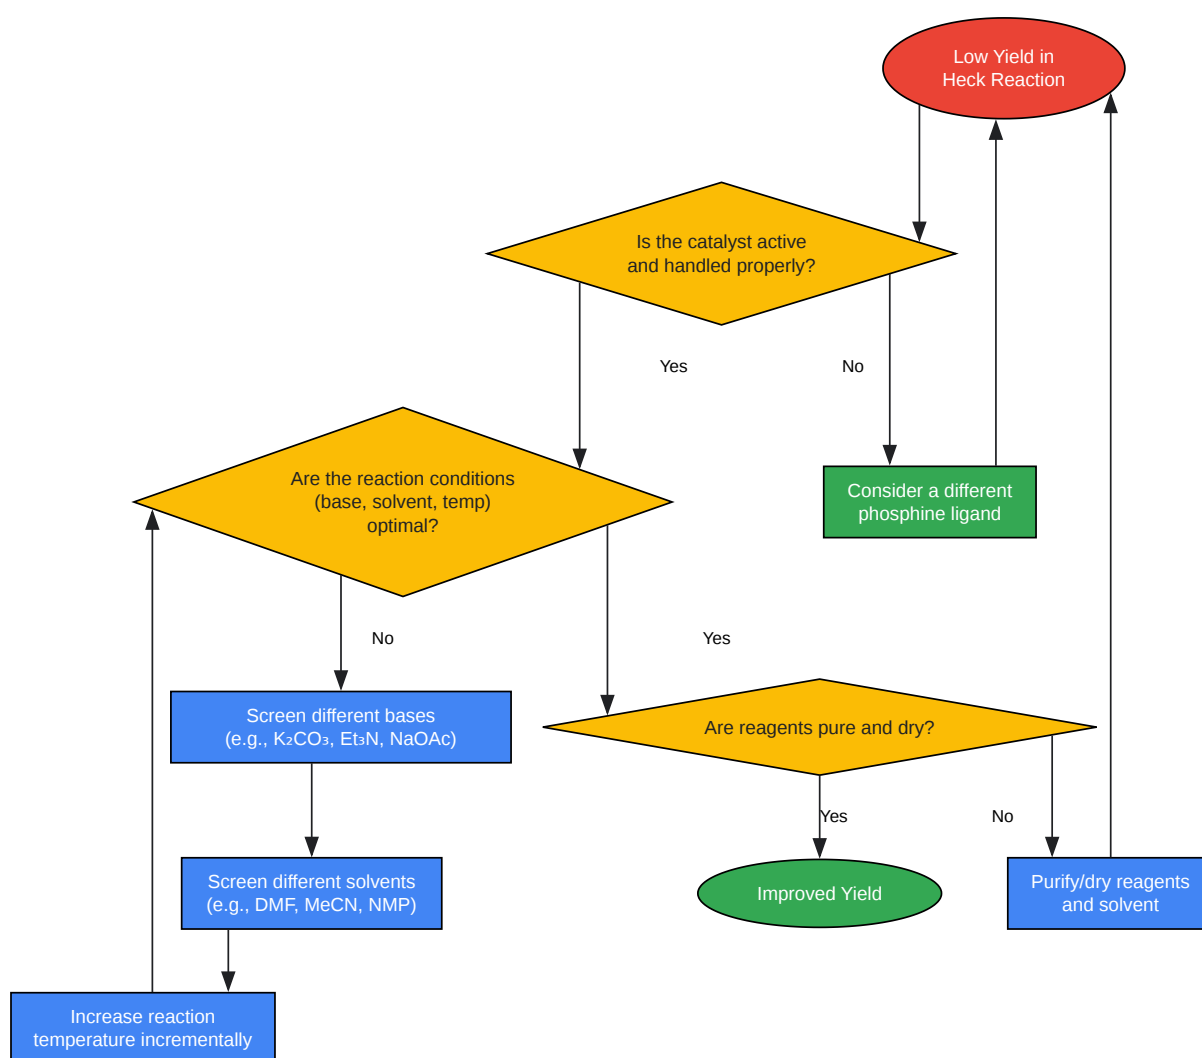 Low Yield in
Heck Reaction
Is the catalyst active
and handled properly?
Yes
No
Are the reaction conditions
(base, solvent, temp)
optimal?
Consider a different
phosphine ligand
No
Yes
Screen different bases
(e.g., K₂CO₃, Et₃N, NaOAc)
Are reagents pure and dry?
Yes
No
Screen different solvents
(e.g., DMF, MeCN, NMP)
Improved Yield
Purify/dry reagents
and solvent
Increase reaction
temperature incrementally